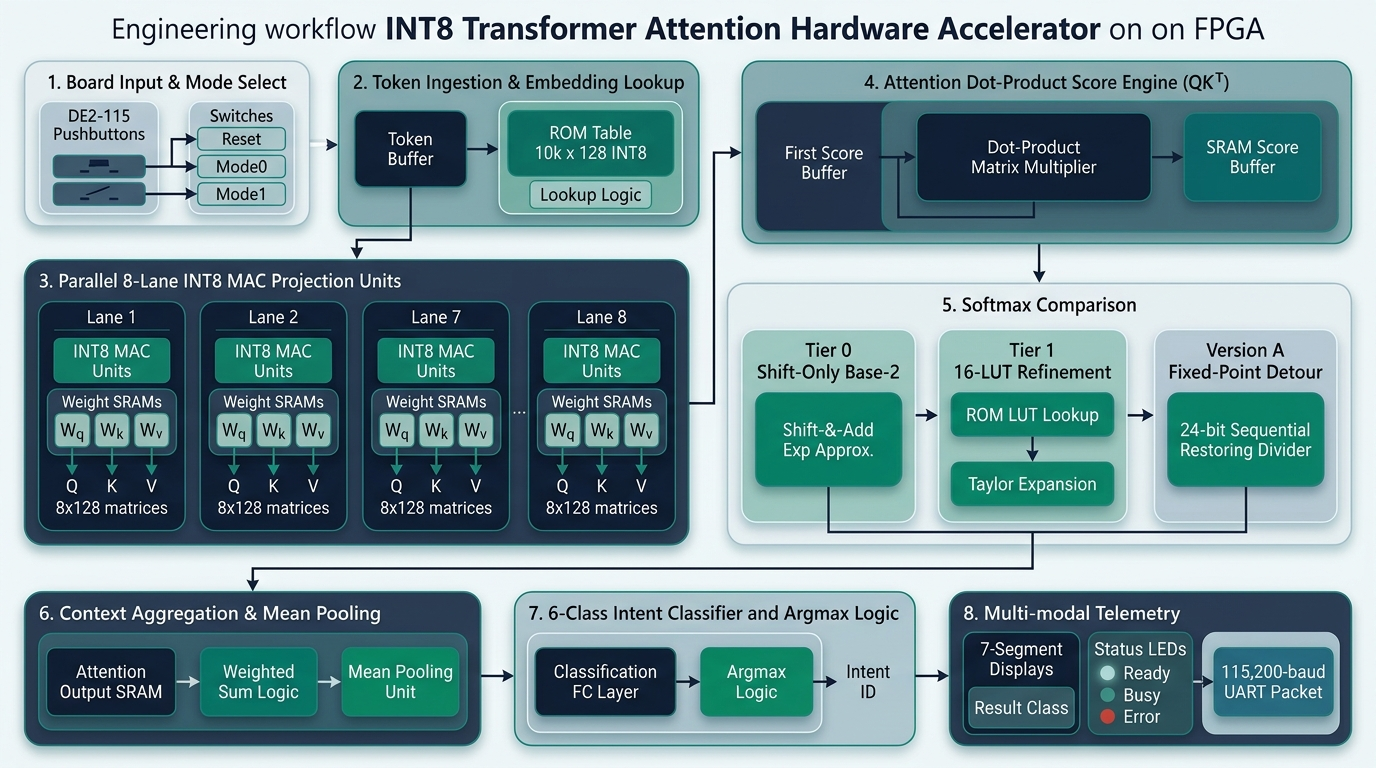 Engineering workflow INT8 Transformer Attention Hardware Accelerator on on FPGA
1. Board Input & Mode Select
DE2-115
Pushbuttons
Switches
Reset
Mode0
Mode1
2. Token Ingestion & Embedding Lookup
Token
Buffer
ROM Table
10k x 128 INT8
Lookup Logic
3. Parallel 8-Lane INT8 MAC Projection Units
Lane 1
INT8 MAC
Units
Weight SRAMs
Wq Wk Wv
Q K V
8x128 matrices
Lane 2
INT8 MAC
Units
Weight SRAMs
Wq Wk Wv
Q K V
8x128 matrices
Lane 7
INT8 MAC
Units
Weight SRAMs
Wq Wk Wv
Q K V
8x128 matrices
...
Lane 8
INT8 MAC
Units
Weight SRAMs
Wq Wk Wv
Q K V
8x128 matrices
4. Attention Dot-Product Score Engine (QKᵀ)
First Score
Buffer
Dot-Product
Matrix Multiplier
SRAM Score
Buffer
5. Softmax Comparison
Tier 0
Shift-Only Base-2
Shift-&-Add
Exp Approx.
Tier 1
16-LUT Refinement
ROM LUT Lookup
Taylor Expansion
Version A
Fixed-Point Detour
24-bit Sequential
Restoring Divider
6. Context Aggregation & Mean Pooling
Attention
Output SRAM
Weighted
Sum Logic
Mean Pooling
Unit
7. 6-Class Intent Classifier and Argmax Logic
Classification
FC Layer
Argmax
Logic
Intent
ID
8. Multi-modal Telemetry
7-Segment
Displays
Result Class
Status LEDs
Ready
Busy
Error
115,200-baud
UART Packet